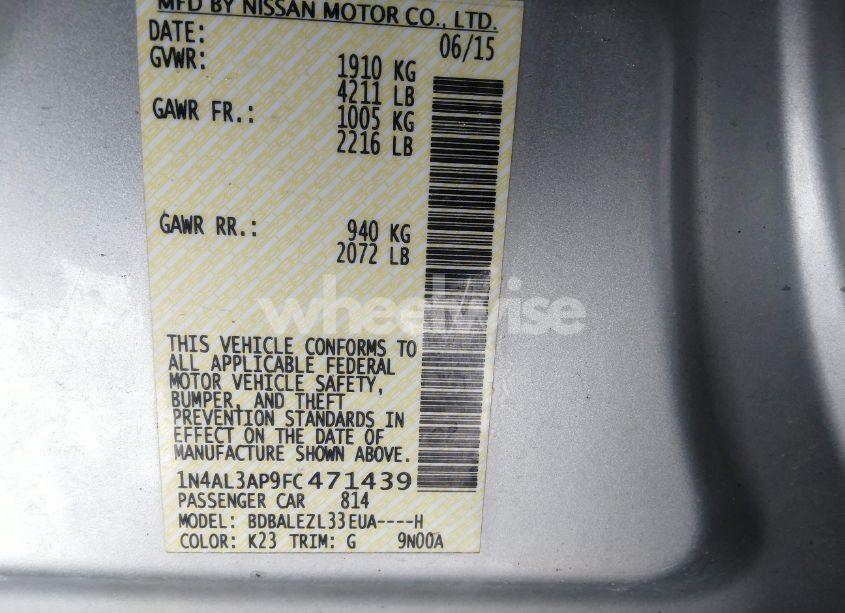 MFD BY NISSAN MOTOR CO., LTD.
DATE: 06/15
GVWR: 1910 KG
4211 LB
GAWR FR.: 1005 KG
2216 LB
GAWR RR.: 940 KG
2072 LB
wheelwise
THIS VEHICLE CONFORMS TO
ALL APPLICABLE FEDERAL
MOTOR VEHICLE SAFETY,
BUMPER, AND THEFT
PREVENTION STANDARDS IN
EFFECT ON THE DATE OF
MANUFACTURE SHOWN ABOVE.
1N4AL3AP9FC471439
PASSENGER CAR 814
MODEL: BDBALEZL33EUA----H
COLOR: K23 TRIM: G 9N00A